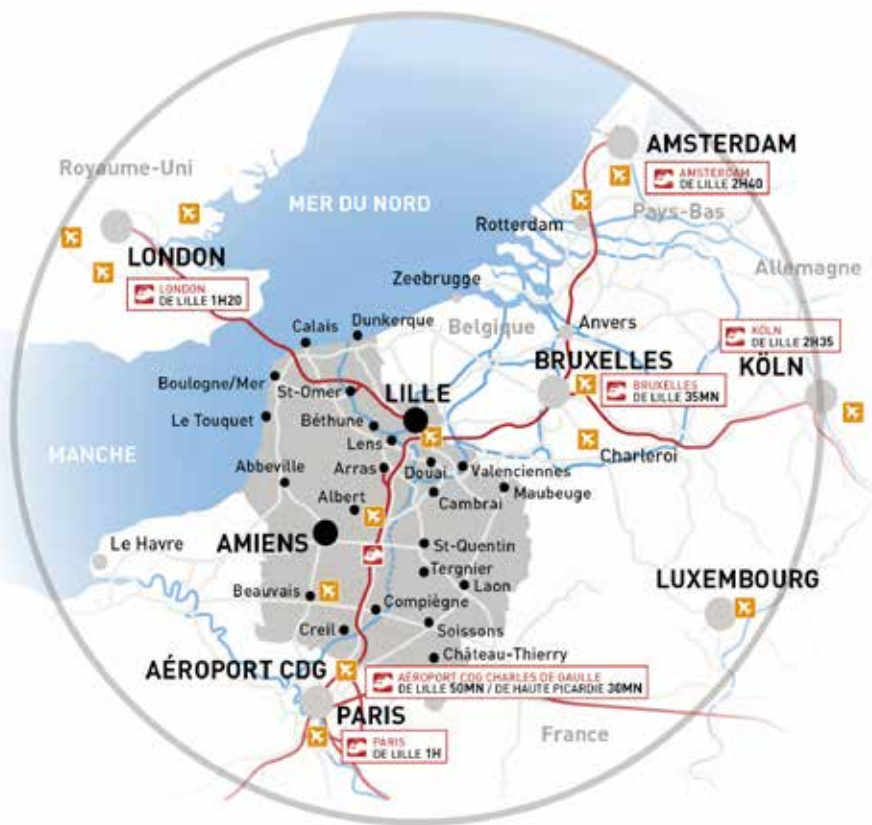 AMSTERDAM
AMSTERDAM
DE LILLE 2H40
Royaume-Uni
MER DU NORD
Pays-Bas
Rotterdam
LONDON
LONDON
DE LILLE 1H20
Zeebrugge
Allemagne
Dunkerque
Calais
Belgique
Anvers
KÖLN
DE LILLE 2H35
BRUXELLES
KÖLN
Boulogne/Mer
St-Omer
LILLE
BRUXELLES
DE LILLE 35MN
Le Touquet
Béthune
Lens
MANCHE
Charleroi
Abbeville
Arras
Douai
Valenciennes
Maubeuge
Albert
Cambrai
Le Havre
AMIENS
St-Quentin
Tergnier
LUXEMBOURG
Beauvais
Laon
Compiègne
Creil
Soissons
Château-Thierry
AÉROPORT CDG
AÉROPORT CDG CHARLES DE GAULLE
DE LILLE 50MN / DE HAUTE PICARDIE 30MN
PARIS
France
PARIS
DE LILLE 1H